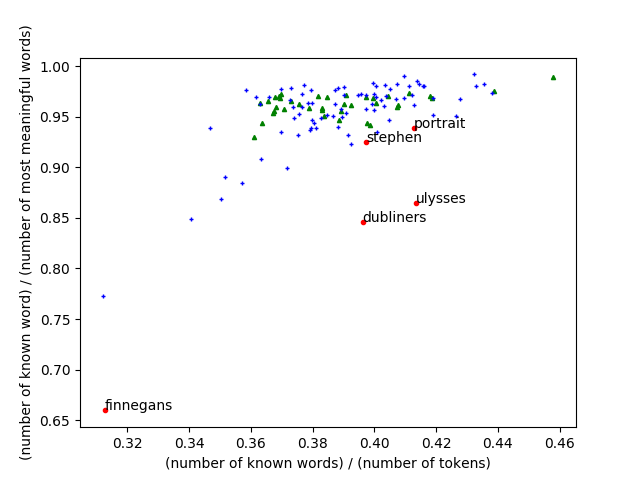 (number of known word) / (number of most meaningful words)
1.00
0.95
0.90
0.85
0.80
0.75
0.70
0.65
portrait
stephen
ulysses
dubliners
finnegans
0.32 0.34 0.36 0.38 0.40 0.42 0.44 0.46
(number of known words) / (number of tokens)